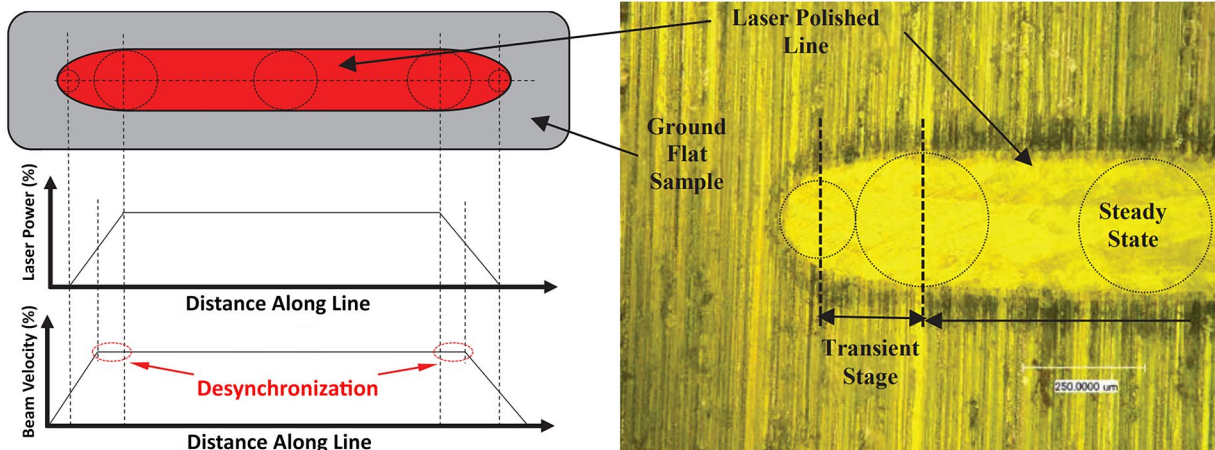 Laser Polished
Line
Ground
Flat
Sample
Laser Power (%)
Distance Along Line
Beam Velocity (%)
Desynchronization
Distance Along Line
Steady
State
Transient
Stage
250.0000 um